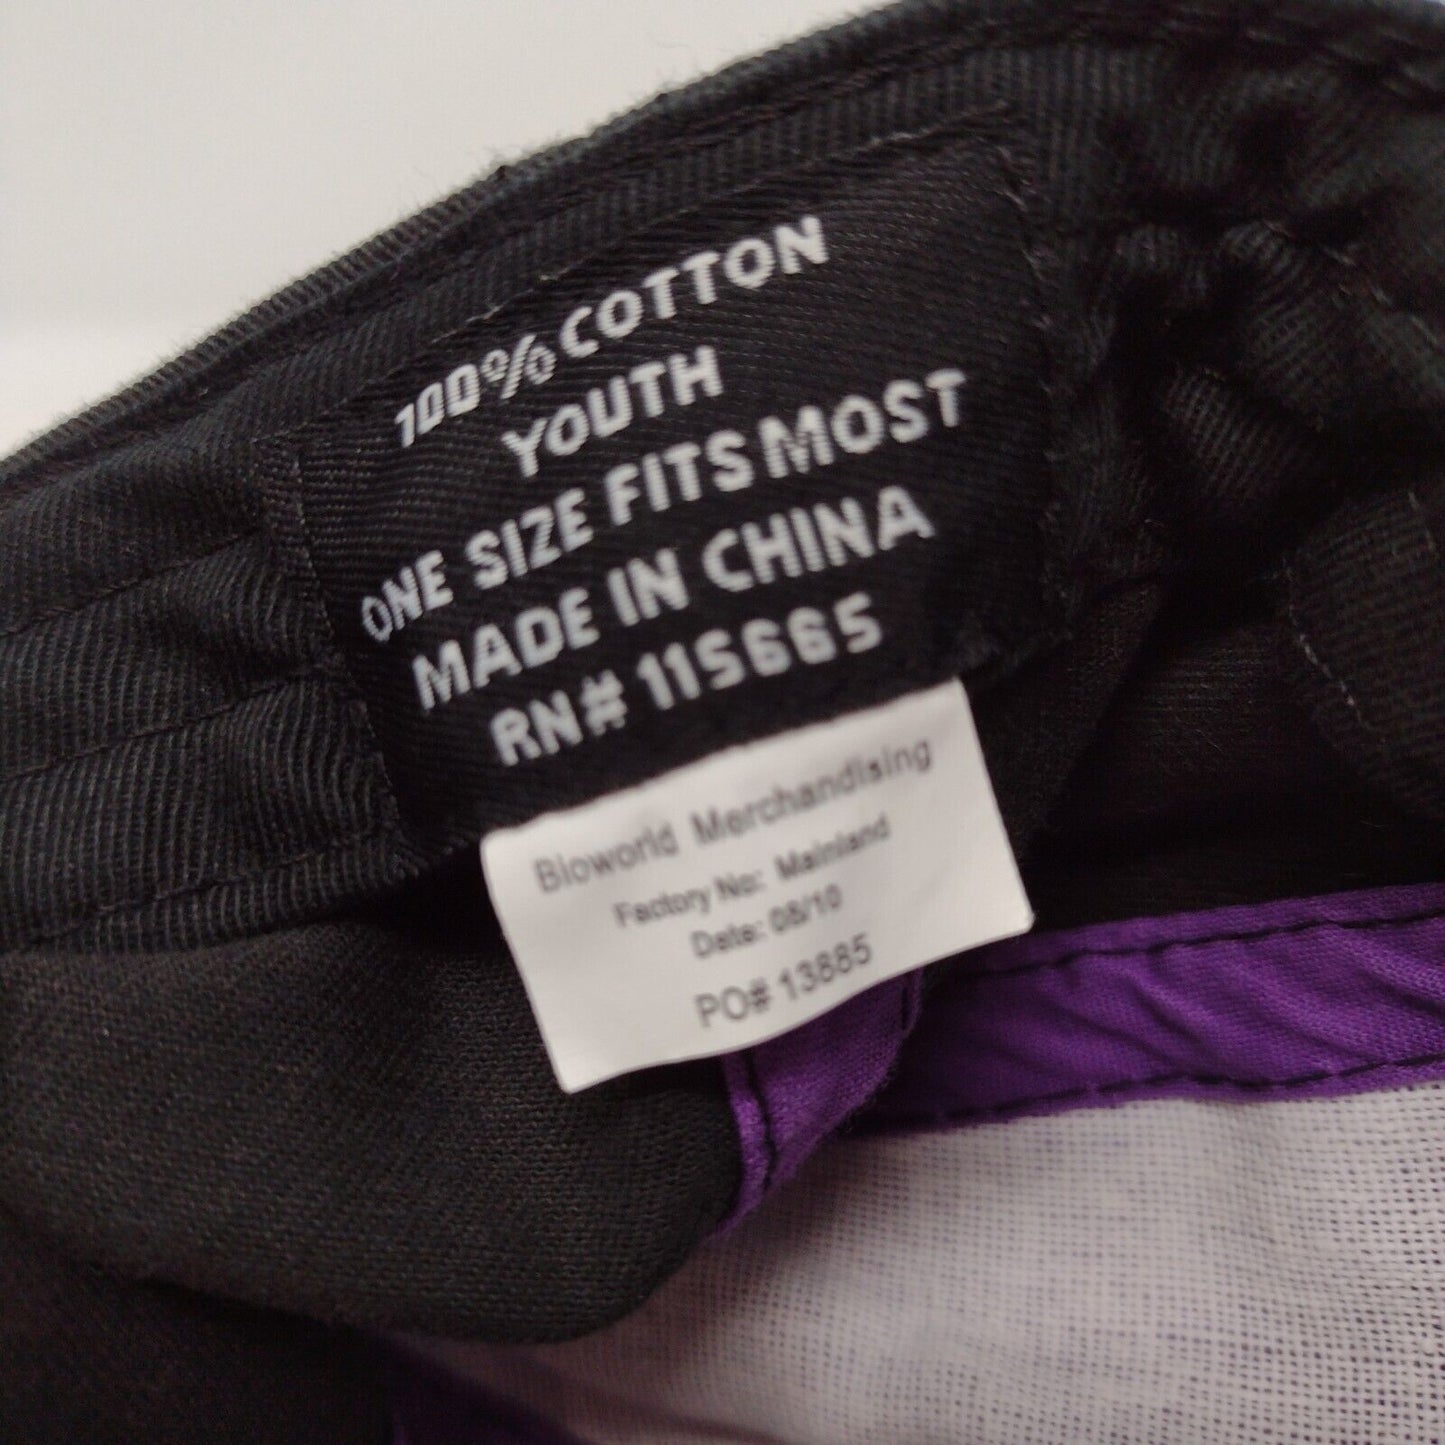 100% COTTON
YOUTH
ONE SIZE FITS MOST
MADE IN CHINA
RN# 115665
Bioworld Merchandising
Factory No: Mainland
Date: 08/10
PO# 13885